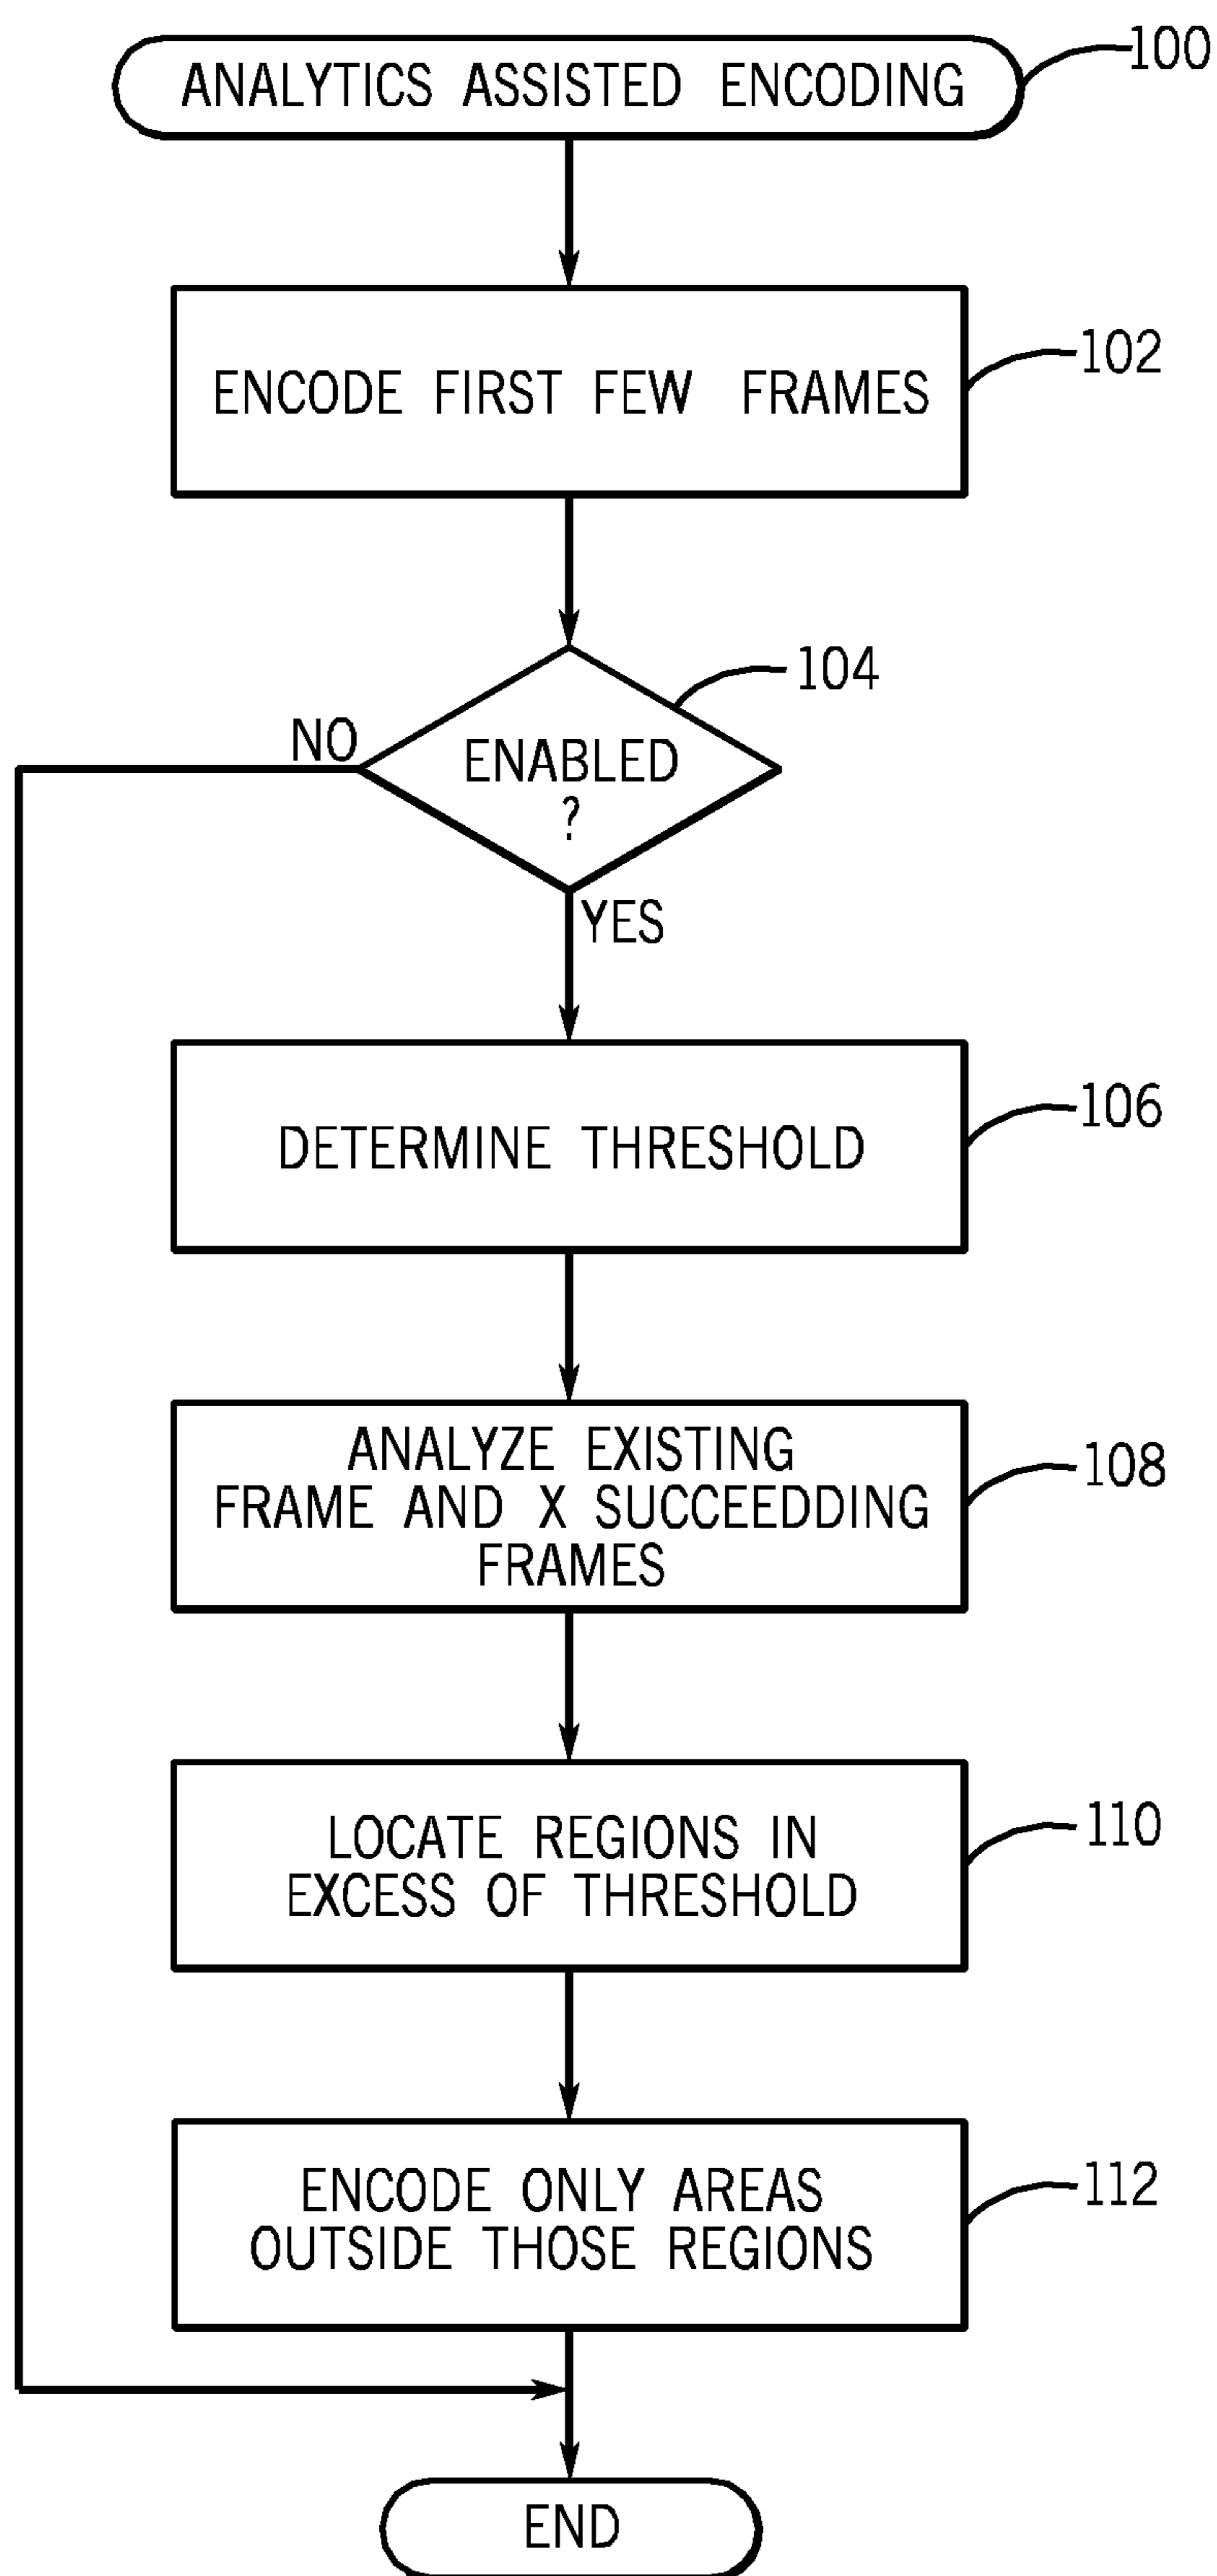 ANALYTICS ASSISTED ENCODING
100
ENCODE FIRST FEW FRAMES
102
104
NO
ENABLED
?
YES
DETERMINE THRESHOLD
106
ANALYZE EXISTING
FRAME AND X SUCCEEDDING
FRAMES
108
LOCATE REGIONS IN
EXCESS OF THRESHOLD
110
ENCODE ONLY AREAS
OUTSIDE THOSE REGIONS
112
END